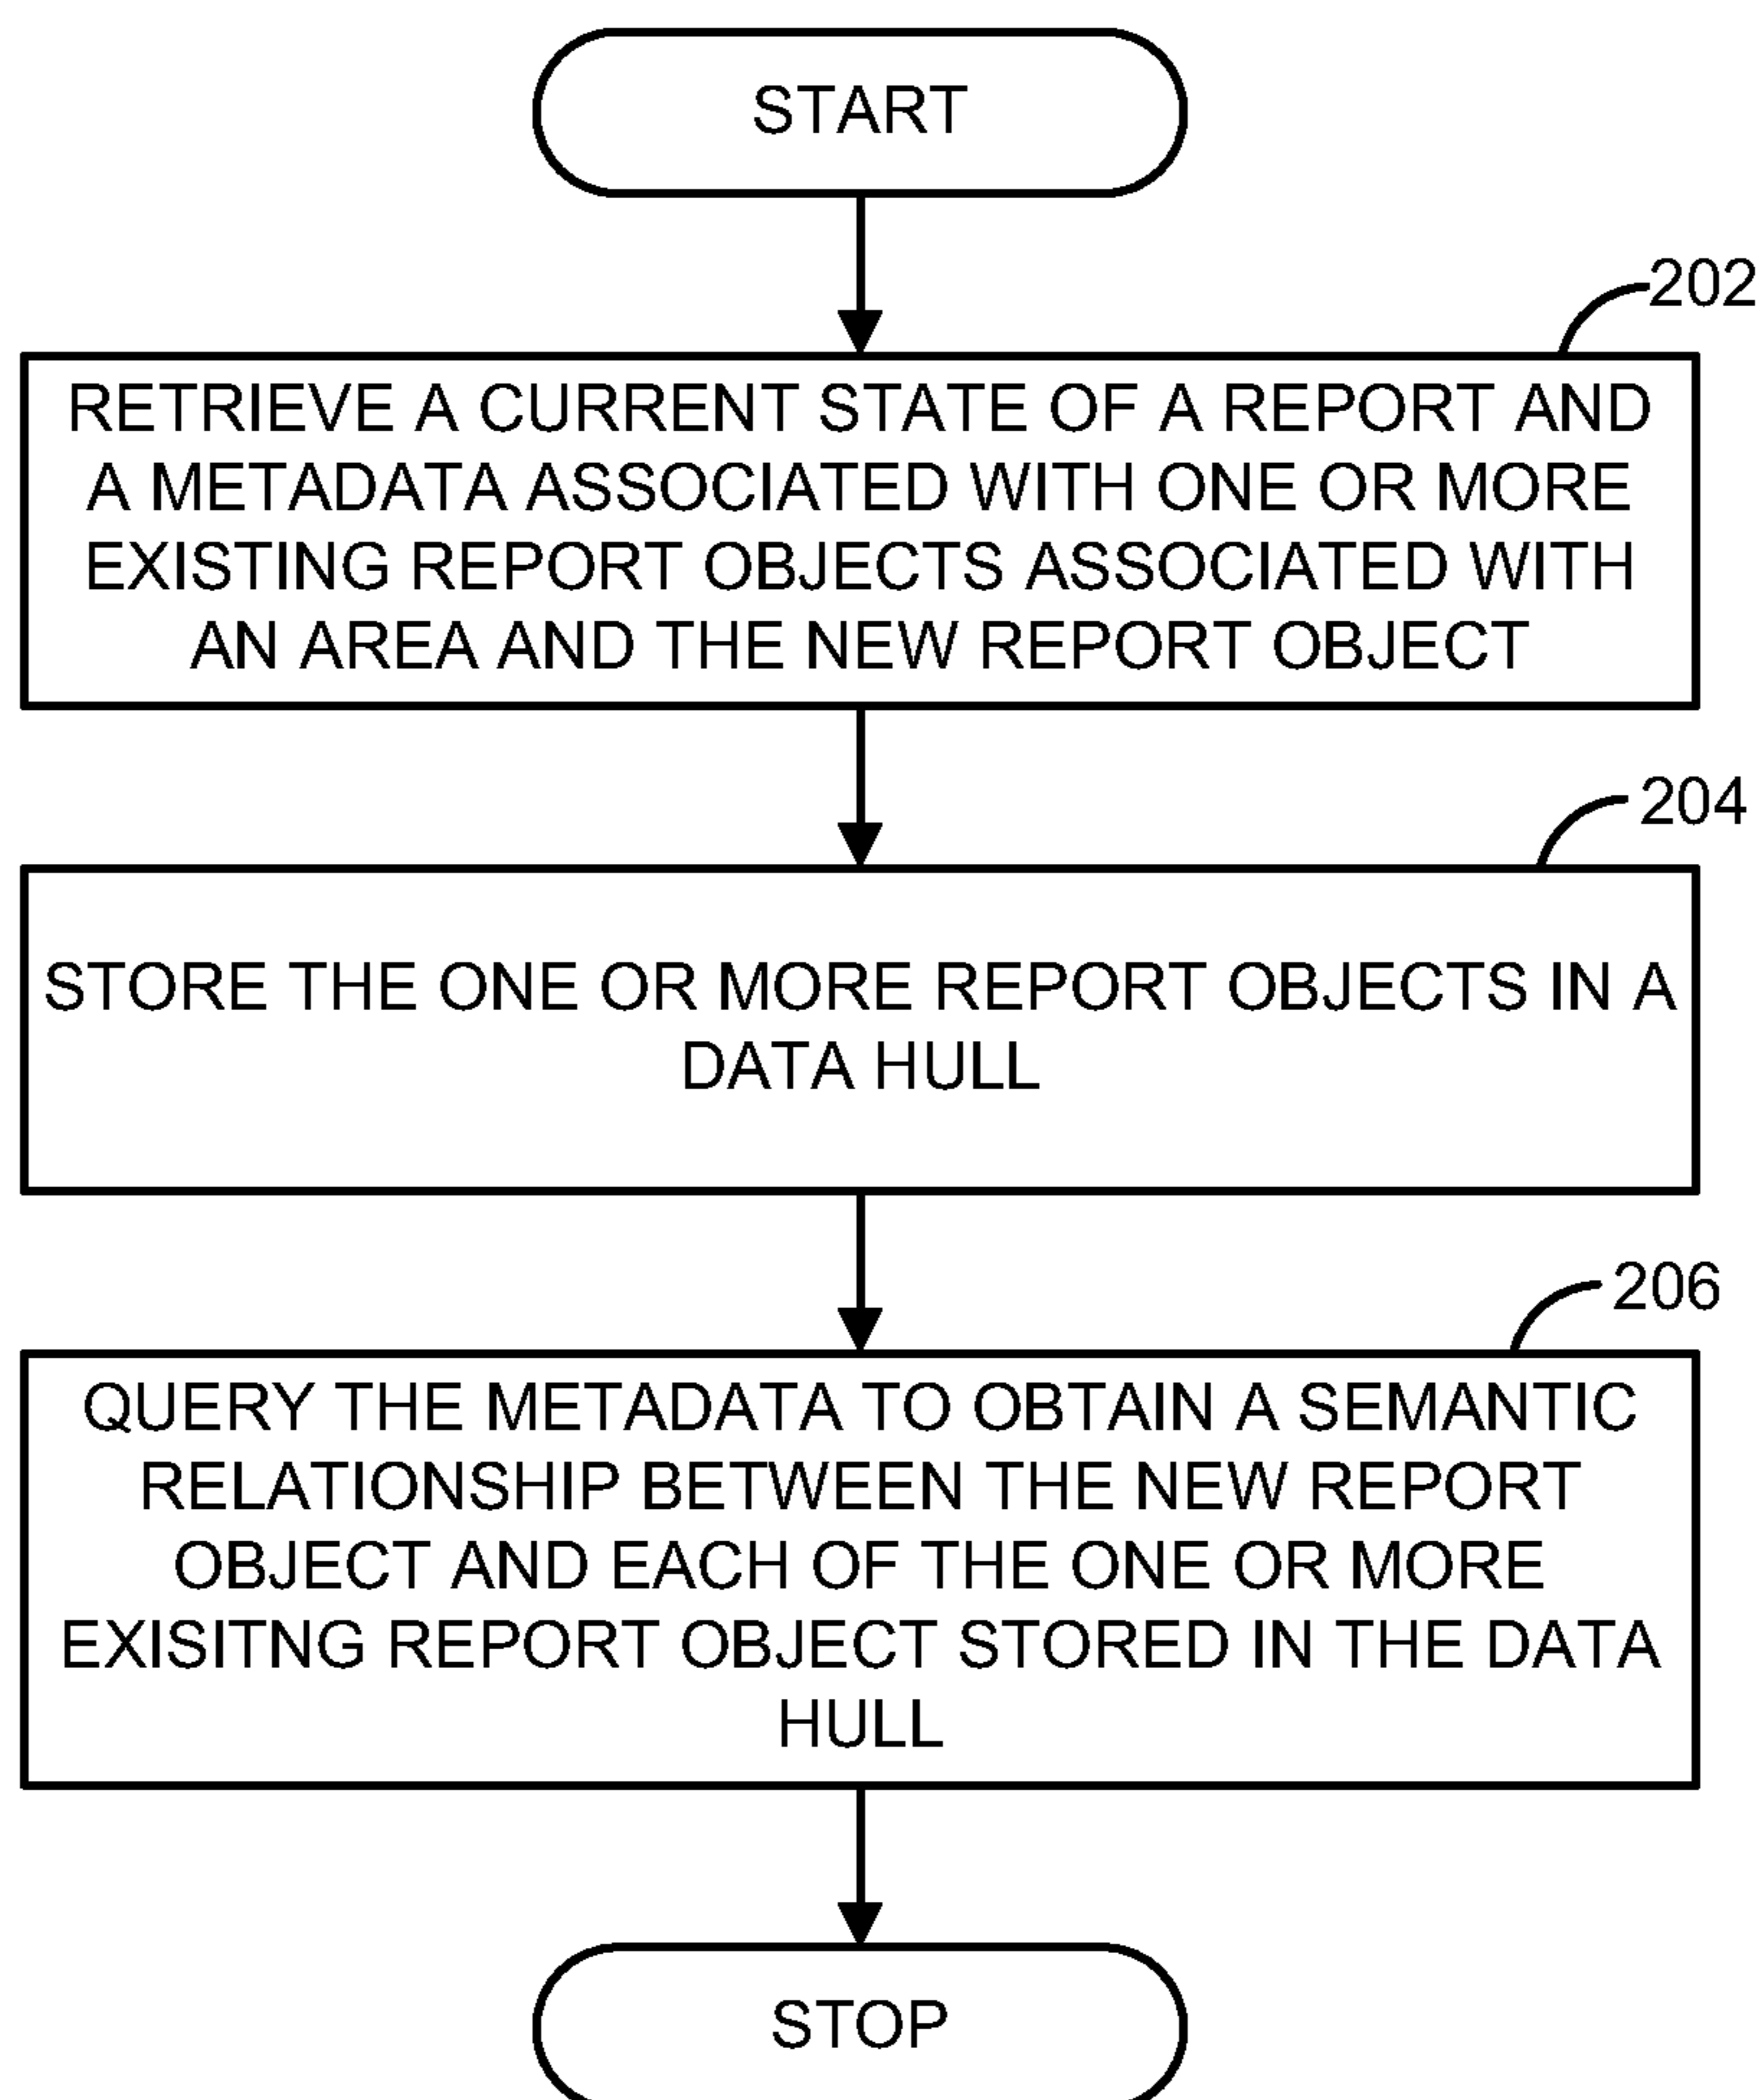 START
202
RETRIEVE A CURRENT STATE OF A REPORT AND
A METADATA ASSOCIATED WITH ONE OR MORE
EXISTING REPORT OBJECTS ASSOCIATED WITH
AN AREA AND THE NEW REPORT OBJECT
204
STORE THE ONE OR MORE REPORT OBJECTS IN A
DATA HULL
206
QUERY THE METADATA TO OBTAIN A SEMANTIC
RELATIONSHIP BETWEEN THE NEW REPORT
OBJECT AND EACH OF THE ONE OR MORE
EXISITNG REPORT OBJECT STORED IN THE DATA
HULL
STOP